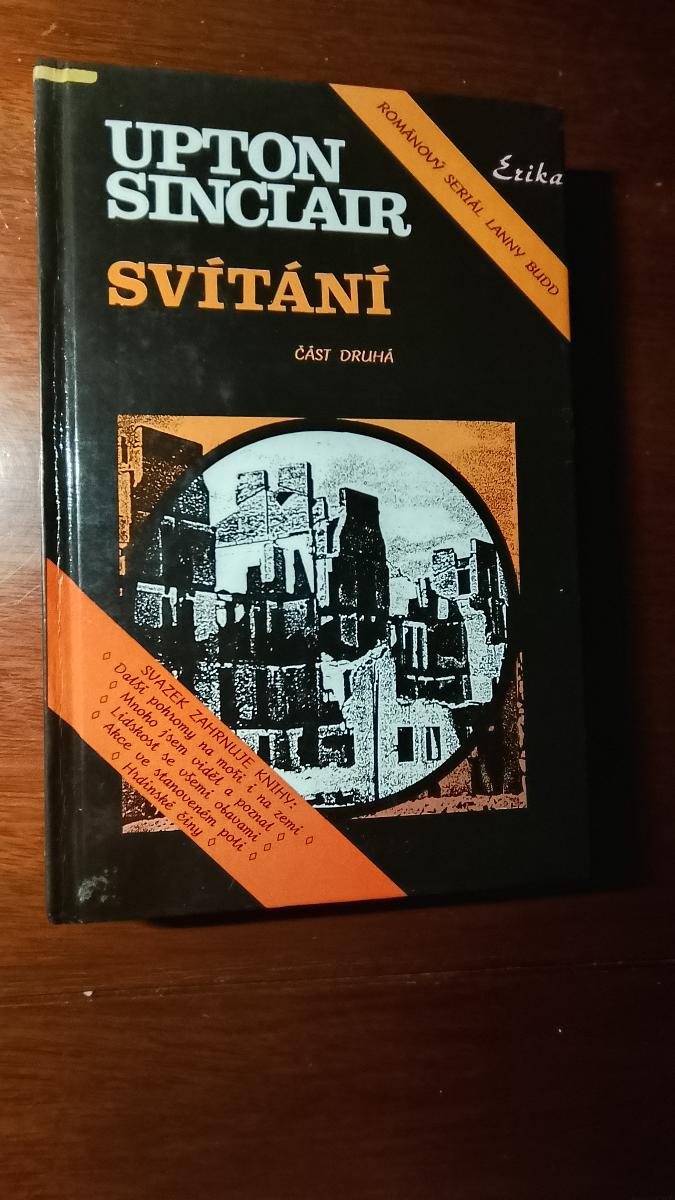 UPTON
SINCLAIR
SVÍTÁNÍ
ČÁST DRUHÁ
ROMÁNOVÝ SERIÁL LANNY BUDD
Erika
SVAZEK ZAHRNUJE KNIHY:
◊ Další pohromy na moři i na zemi ◊
◊ Mnoho jsem viděl a poznal ◊
◊ Lidskost se všemi obavami ◊
◊ Akce ve stanoveném poli ◊
◊ Hrdinské činy ◊